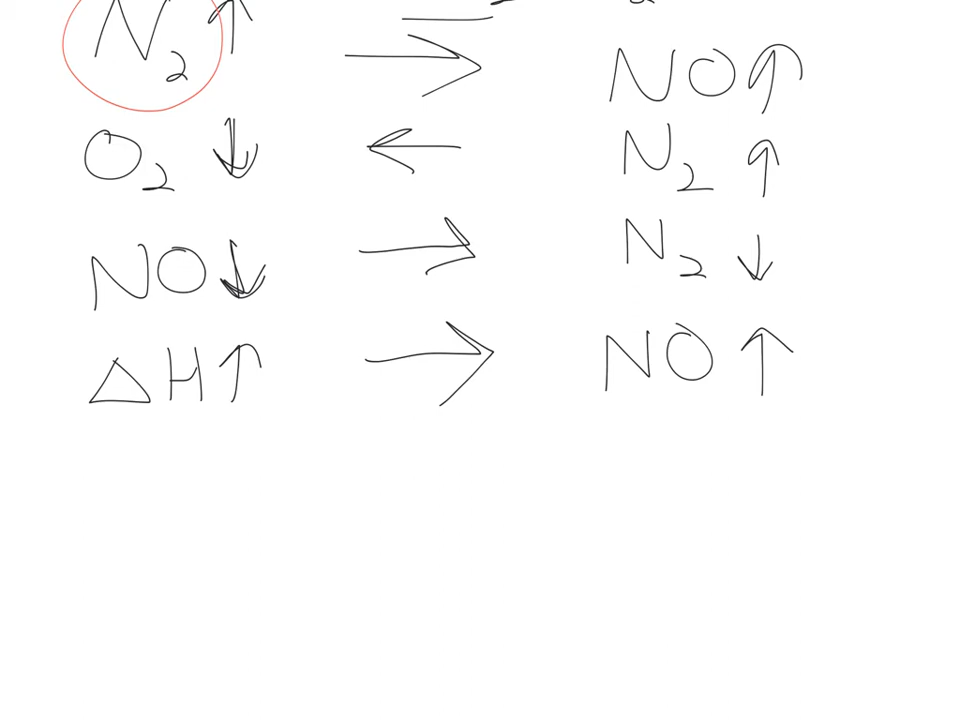 N₂ ↑ → NO ↑
O₂ ↓ ← N₂ ↑
NO ↓ → N₂ ↓
ΔH ↑ → NO ↑